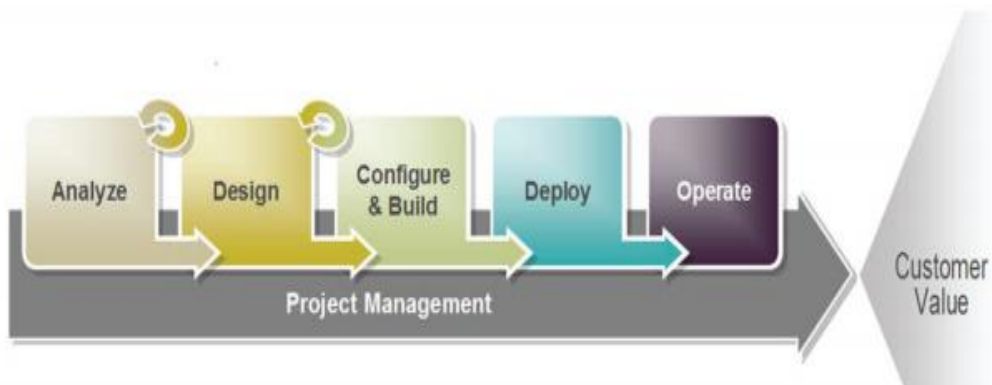 Analyze
Design
Configure
& Build
Deploy
Operate
Project Management
Customer
Value